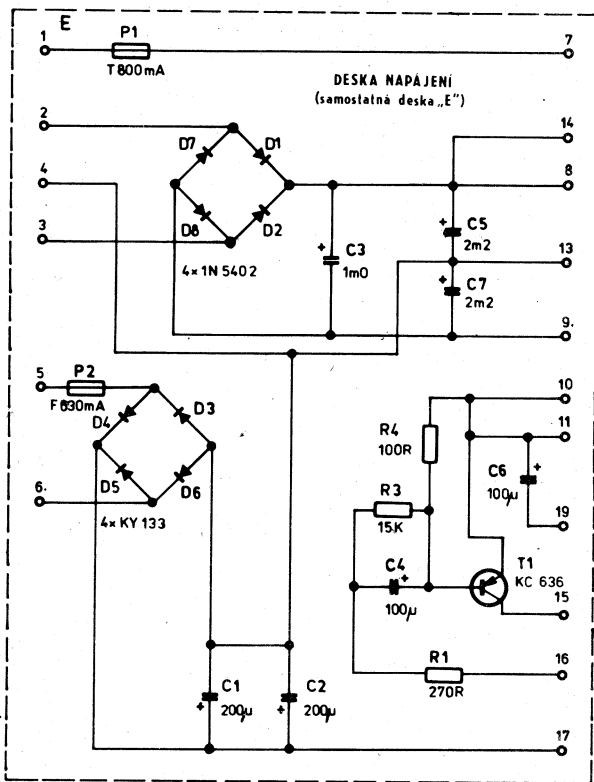 E
1
P1
7
T 800mA
DESKA NAPÁJENÍ
(samostatná deska „E")
2
14
D7
D1
4
8
D8
D2
C5
2m2
3
C3
1m0
13
4× 1N 5402
C7
2m2
9.
5
P2
10
F 630mA
D4
D3
11
R4
100R
C6
100µ
D5
D6
R3
15K
6.
19
4× KY 133
C4
100µ
T1
KC 636
15
R1
16
270R
C1
200µ
C2
200µ
17